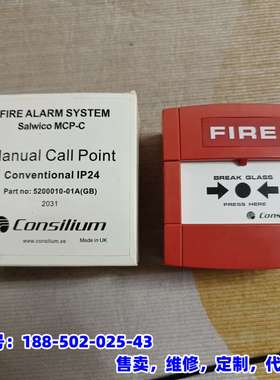 FIRE ALARM SYSTEM
Salwico MCP-C
Manual Call Point
Conventional IP24
Part no: 5200010-01A(GB)
2031
Consilium
www.consilium.se
Made in UK
FIRE
BREAK GLASS
PRESS HERE
Consilium
号：188-502-025-43
售卖，维修，定制，代